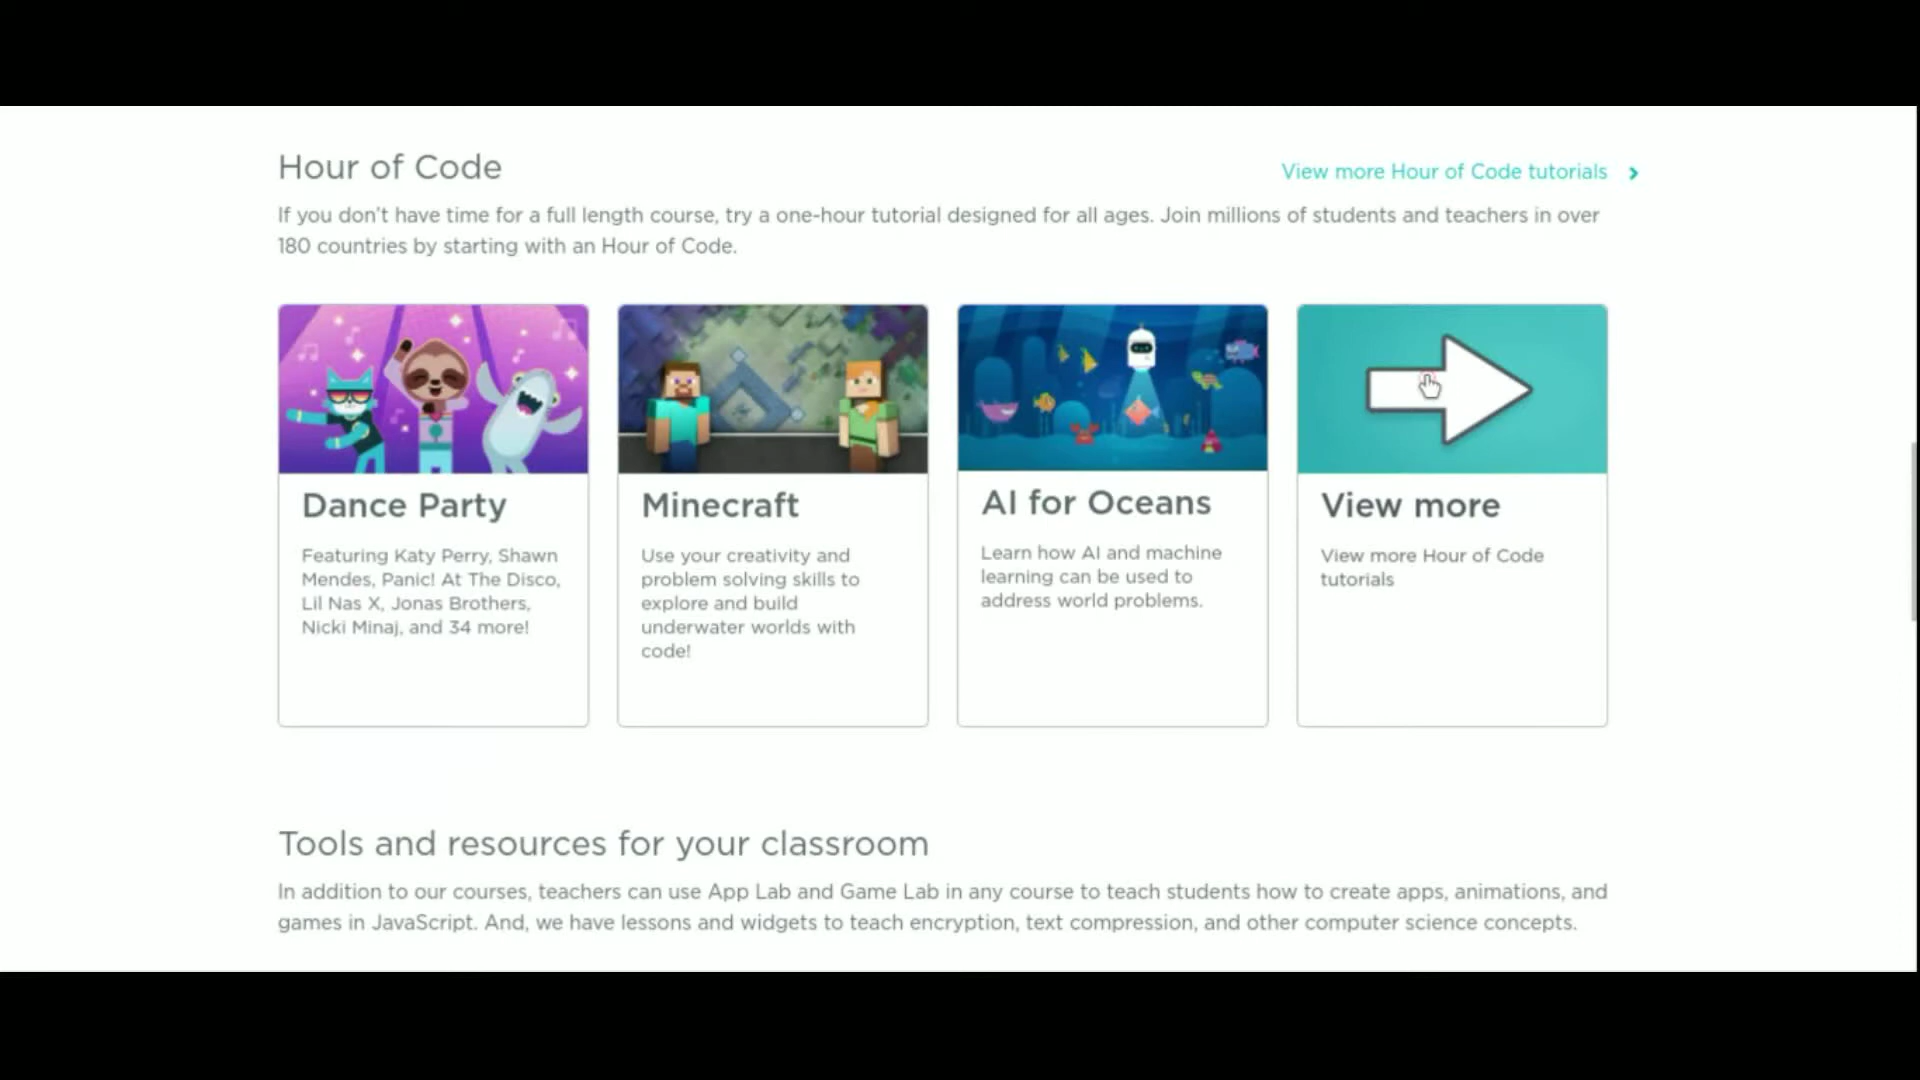 Hour of Code
View more Hour of Code tutorials
If you don't have time for a full length course, try a one-hour tutorial designed for all ages. Join millions of students and teachers in over
180 countries by starting with an Hour of Code.
Dance Party
Featuring Katy Perry, Shawn
Mendes, Panic! At The Disco,
Lil Nas X, Jonas Brothers,
Nicki Minaj, and 34 more!
Minecraft
Use your creativity and
problem solving skills to
explore and build
underwater worlds with
code!
AI for Oceans
Learn how AI and machine
learning can be used to
address world problems.
View more
View more Hour of Code
tutorials
Tools and resources for your classroom
In addition to our courses, teachers can use App Lab and Game Lab in any course to teach students how to create apps, animations, and
games in JavaScript. And, we have lessons and widgets to teach encryption, text compression, and other computer science concepts.